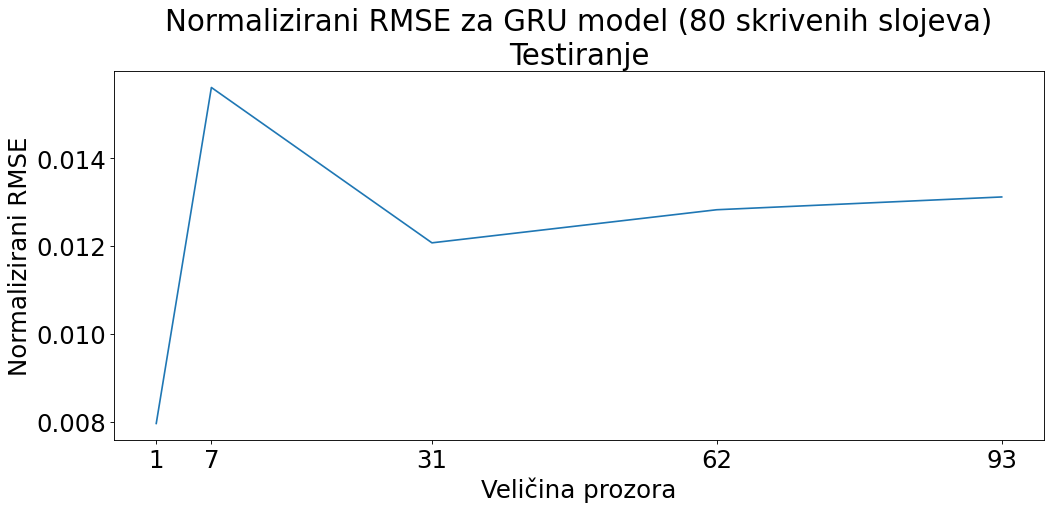 Normalizirani RMSE za GRU model (80 skrivenih slojeva)
Testiranje
Normalizirani RMSE
0.014
0.012
0.010
0.008
1 7 31 62 93
Veličina prozora